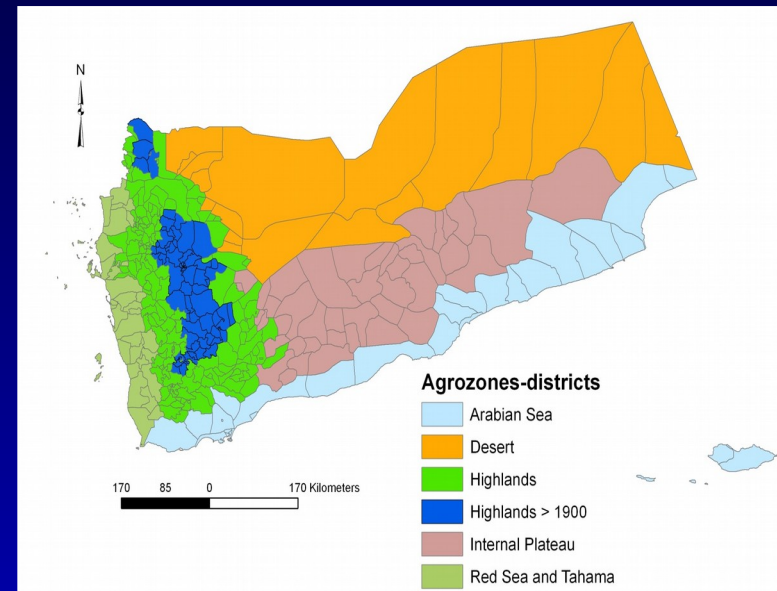 N
170 85 0 170 Kilometers
Agrozones-districts
Arabian Sea
Desert
Highlands
Highlands > 1900
Internal Plateau
Red Sea and Tahama